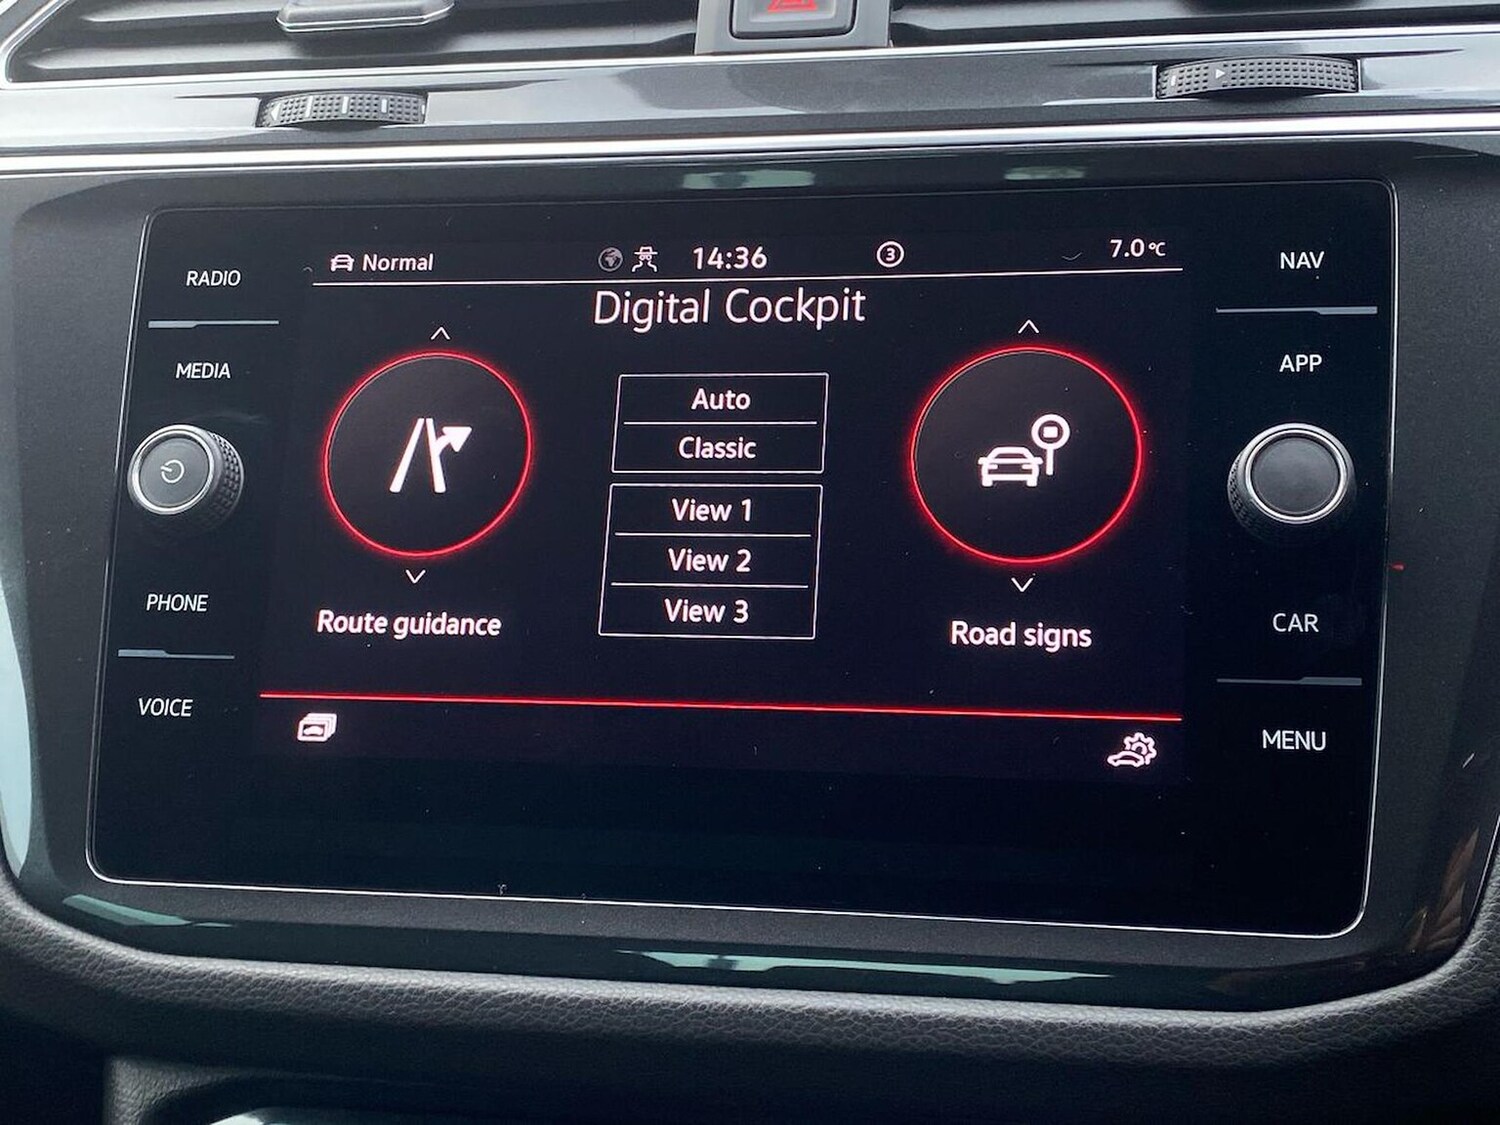 Normal 14:36 3 7.0°C
Digital Cockpit
RADIO
MEDIA
PHONE
VOICE
Auto
Classic
View 1
View 2
View 3
Route guidance
Road signs
NAV
APP
CAR
MENU